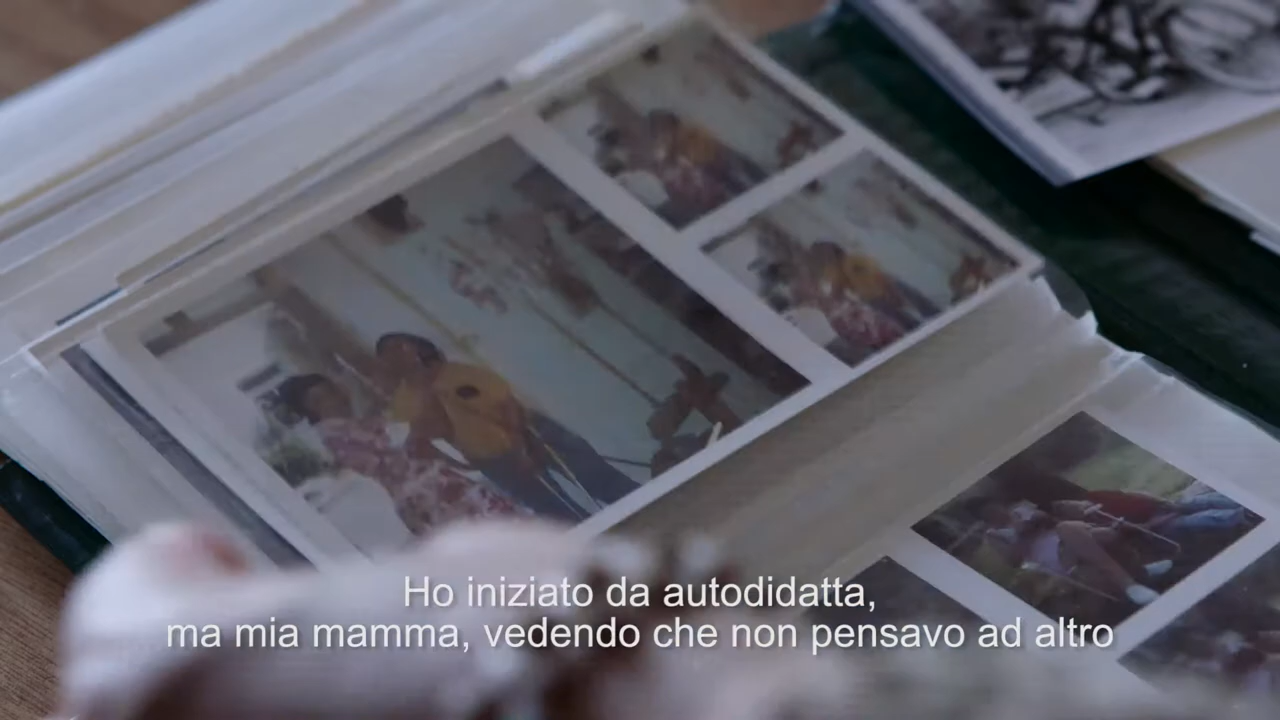 Ho iniziato da autodidatta,
ma mia mamma, vedendo che non pensavo ad altro